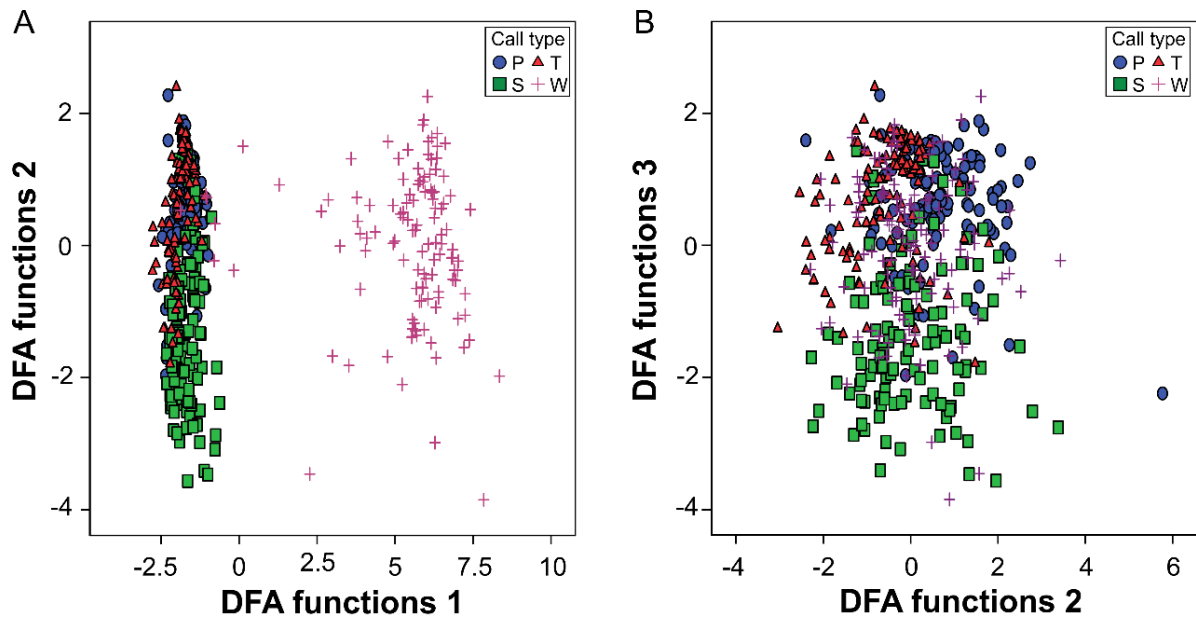 A
Call type
P T
S W
2
0
-2
-4
DFA functions 2
-2.5 0 2.5 5 7.5 10
DFA functions 1
B
Call type
P T
S W
2
0
-2
-4
DFA functions 3
-4 -2 0 2 4 6
DFA functions 2